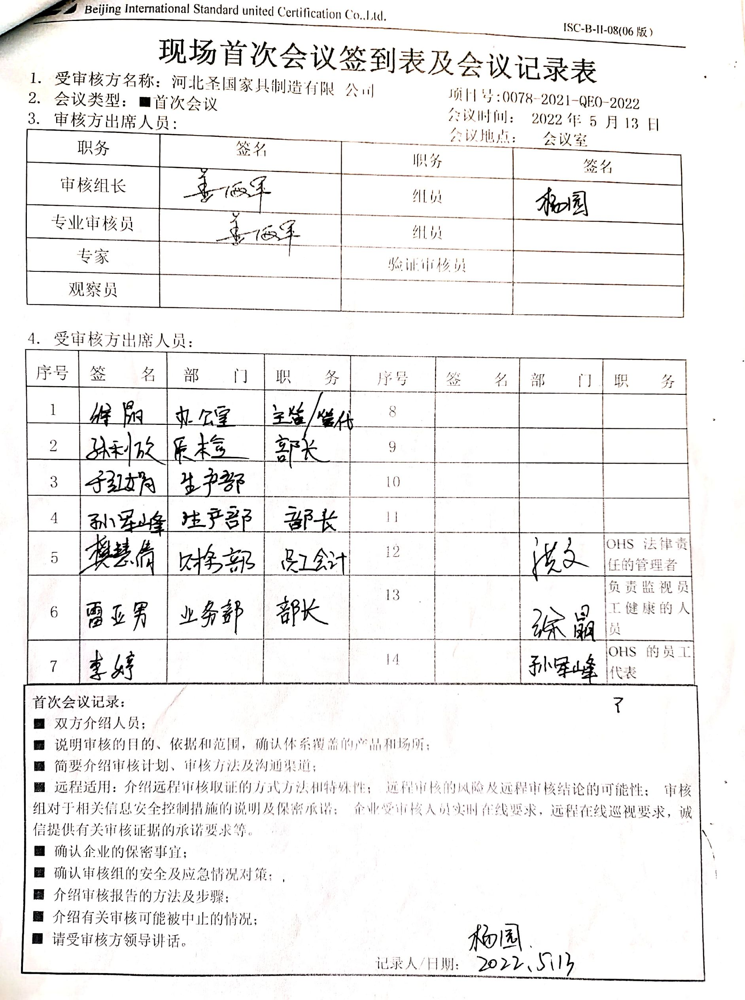 Beijing International Standard united Certification Co.,Ltd.
ISC-B-II-08(06 版)
现场首次会议签到表及会议记录表
1. 受审核方名称：河北圣国家具制造有限 公司
项目号:0078-2021-QEO-2022
2. 会议类型：■首次会议
会议时间： 2022 年 5 月 13 日
3. 审核方出席人员：
会议地点： 会议室
职务 签名 职务 签名
审核组长 姜海军 组员 杨园
专业审核员 姜海军 组员
专家 验证审核员
观察员
4. 受审核方出席人员：
序号 签 名 部 门 职 务 序号 签 名 部 门 职 务
1 徐晶 办公室 主管/管代 8
2 孙利欣 质检 部长 9
3 于红娟 生产部 10
4 孙军峰 生产部 部长 11
5 樊慧倩 财务部 员工会计 12 洪文 OHS 法律责
任的管理者
6 雷亚男 业务部 部长 13 徐晶 负责监视员
工健康的人
员
7 李婷 14 孙军峰 OHS 的员工
代表
首次会议记录：
■ 双方介绍人员；
■ 说明审核的目的、依据和范围，确认体系覆盖的产品和场所；
■ 简要介绍审核计划、审核方法及沟通渠道；
■ 远程适用：介绍远程审核取证的方式方法和特殊性； 远程审核的风险及远程审核结论的可能性； 审核
组对于相关信息安全控制措施的说明及保密承诺； 企业受审核人员实时在线要求，远程在线巡视要求，诚
信提供有关审核证据的承诺要求等。
■ 确认企业的保密事宜；
■ 确认审核组的安全及应急情况对策；
■ 介绍审核报告的方法及步骤；
■ 介绍有关审核可能被中止的情况；
■ 请受审核方领导讲话。
杨园
记录人/日期： 2022.5.13